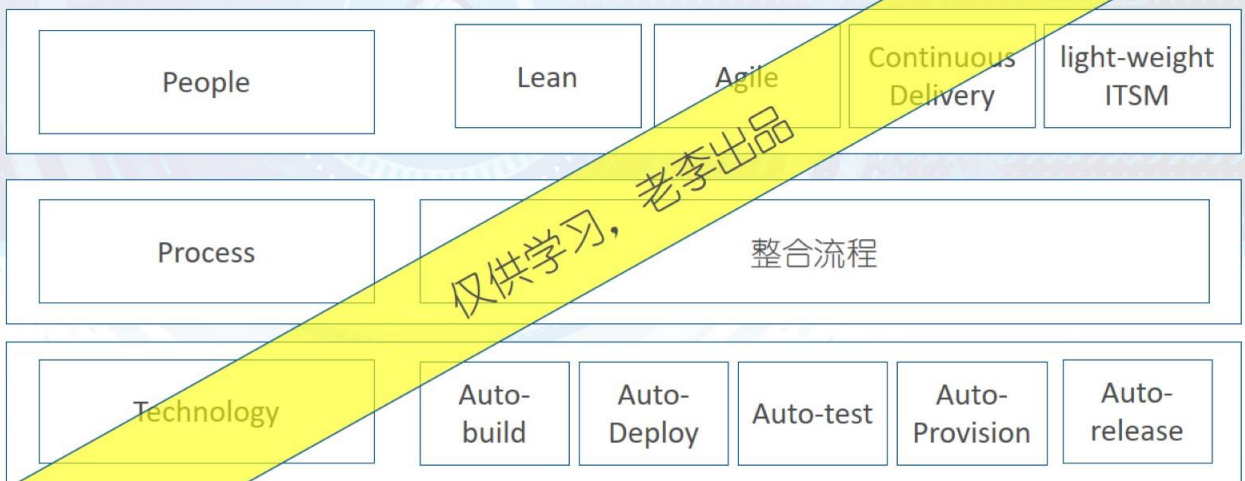 People
Lean
Agile
Continuous
Delivery
light-weight
ITSM
Process
整合流程
仅供学习，老李出品
Technology
Auto-
build
Auto-
Deploy
Auto-test
Auto-
Provision
Auto-
release